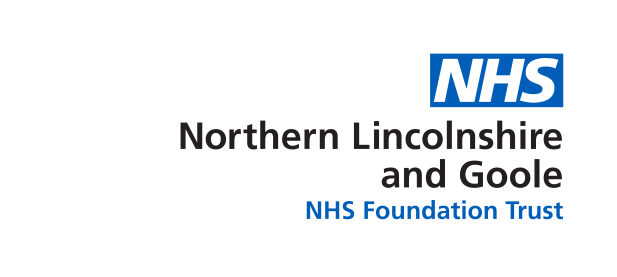 NHS
Northern Lincolnshire
and Goole
NHS Foundation Trust